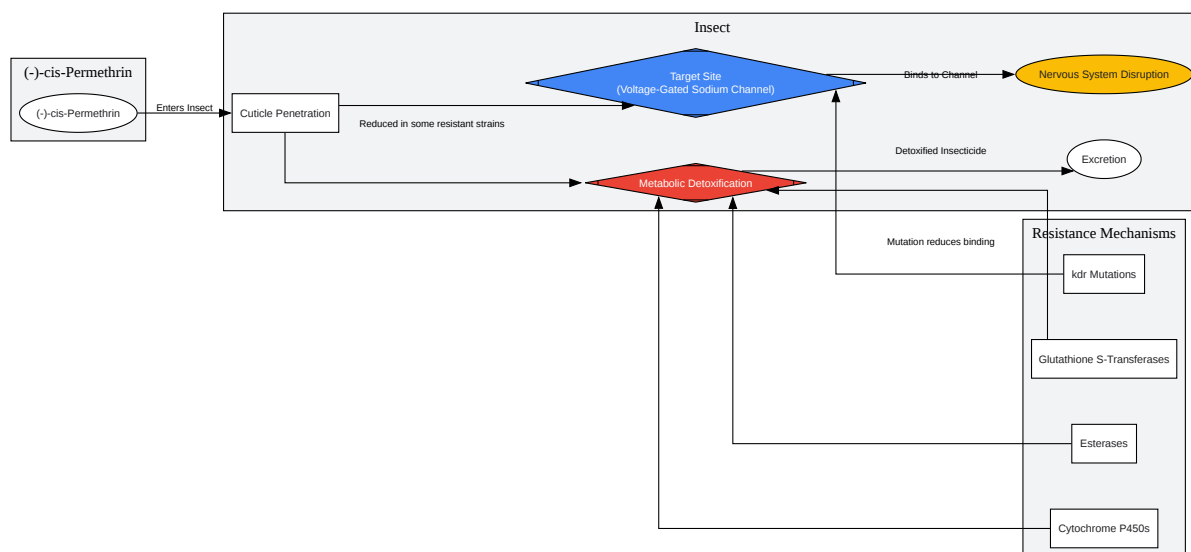 Insect
(-)-cis-Permethrin
(-)-cis-Permethrin
Enters Insect
Cuticle Penetration
Reduced in some resistant strains
Target Site
(Voltage-Gated Sodium Channel)
Binds to Channel
Nervous System Disruption
Metabolic Detoxification
Detoxified Insecticide
Excretion
Resistance Mechanisms
Mutation reduces binding
kdr Mutations
Glutathione S-Transferases
Esterases
Cytochrome P450s